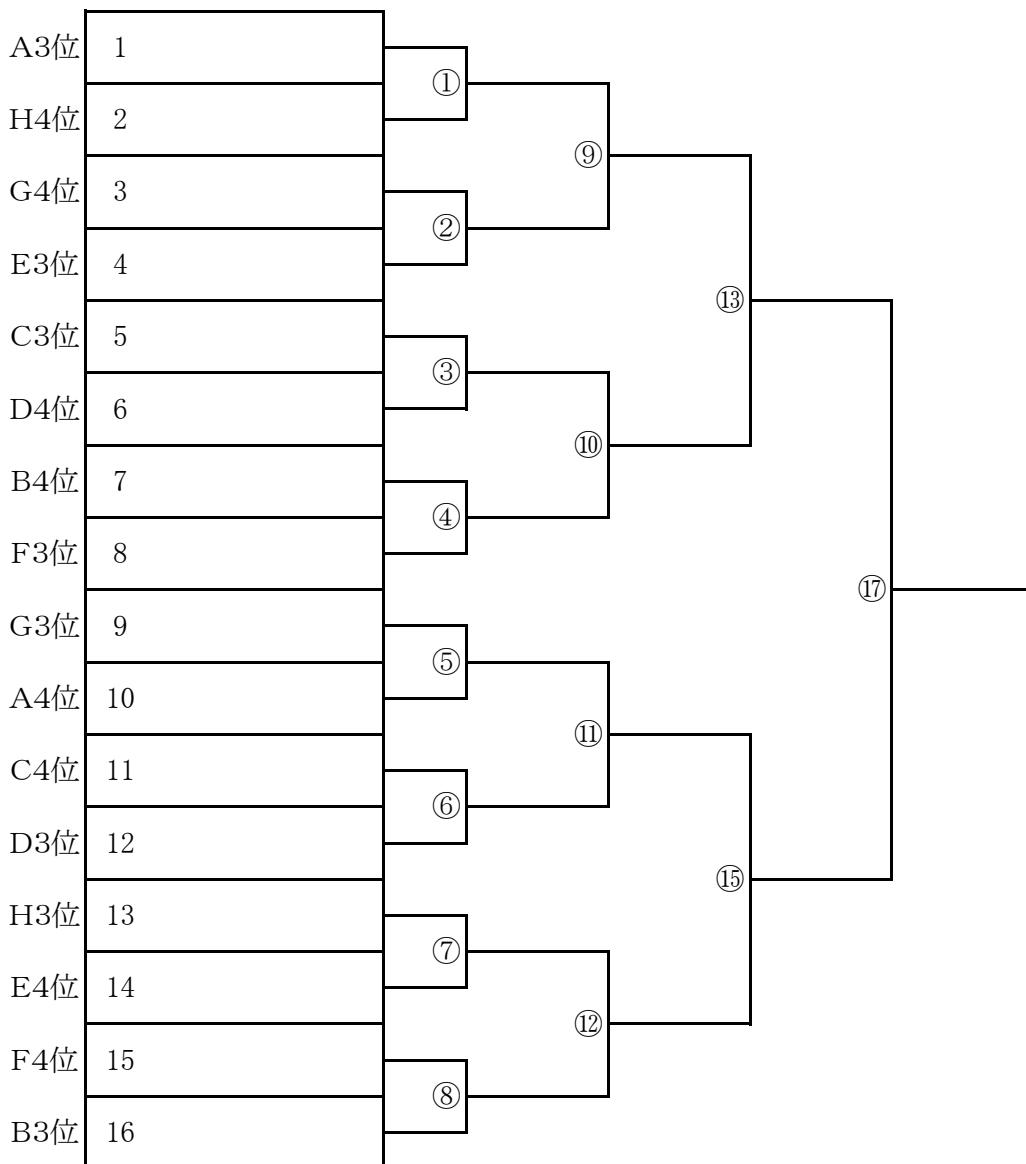 A3位 1
①
H4位 2
⑨
G4位 3
②
E3位 4
⑬
C3位 5
③
D4位 6
⑩
B4位 7
④
F3位 8
⑰
G3位 9
⑤
A4位 10
⑪
C4位 11
⑥
D3位 12
⑮
H3位 13
⑦
E4位 14
⑫
F4位 15
⑧
B3位 16